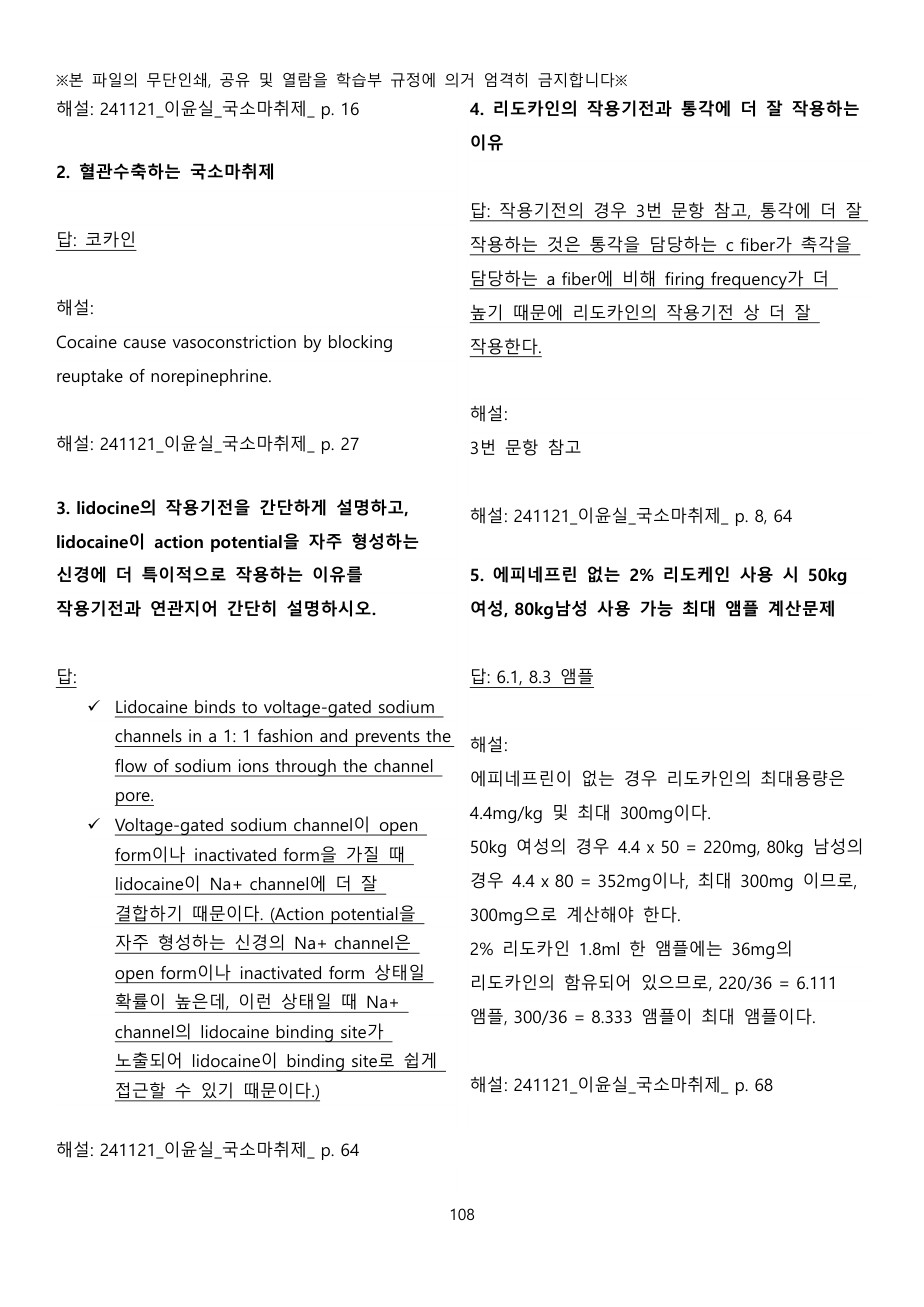 ※본 파일의 무단인쇄, 공유 및 열람을 학습부 규정에 의거 엄격히 금지합니다※
해설: 241121_이윤실_국소마취제_ p. 16
2. 혈관수축하는 국소마취제
답: 코카인
해설:
Cocaine cause vasoconstriction by blocking
reuptake of norepinephrine.
해설: 241121_이윤실_국소마취제_ p. 27
3. lidocine의 작용기전을 간단하게 설명하고,
lidocaine이 action potential을 자주 형성하는
신경에 더 특이적으로 작용하는 이유를
작용기전과 연관지어 간단히 설명하시오.
답:
✓ Lidocaine binds to voltage-gated sodium
channels in a 1: 1 fashion and prevents the
flow of sodium ions through the channel
pore.
✓ Voltage-gated sodium channel이 open
form이나 inactivated form을 가질 때
lidocaine이 Na+ channel에 더 잘
결합하기 때문이다. (Action potential을
자주 형성하는 신경의 Na+ channel은
open form이나 inactivated form 상태일
확률이 높은데, 이런 상태일 때 Na+
channel의 lidocaine binding site가
노출되어 lidocaine이 binding site로 쉽게
접근할 수 있기 때문이다.)
해설: 241121_이윤실_국소마취제_ p. 64
4. 리도카인의 작용기전과 통각에 더 잘 작용하는
이유
답: 작용기전의 경우 3번 문항 참고, 통각에 더 잘
작용하는 것은 통각을 담당하는 c fiber가 촉각을
담당하는 a fiber에 비해 firing frequency가 더
높기 때문에 리도카인의 작용기전 상 더 잘
작용한다.
해설:
3번 문항 참고
해설: 241121_이윤실_국소마취제_ p. 8, 64
5. 에피네프린 없는 2% 리도케인 사용 시 50kg
여성, 80kg남성 사용 가능 최대 앰플 계산문제
답: 6.1, 8.3 앰플
해설:
에피네프린이 없는 경우 리도카인의 최대용량은
4.4mg/kg 및 최대 300mg이다.
50kg 여성의 경우 4.4 x 50 = 220mg, 80kg 남성의
경우 4.4 x 80 = 352mg이나, 최대 300mg 이므로,
300mg으로 계산해야 한다.
2% 리도카인 1.8ml 한 앰플에는 36mg의
리도카인의 함유되어 있으므로, 220/36 = 6.111
앰플, 300/36 = 8.333 앰플이 최대 앰플이다.
해설: 241121_이윤실_국소마취제_ p. 68
108